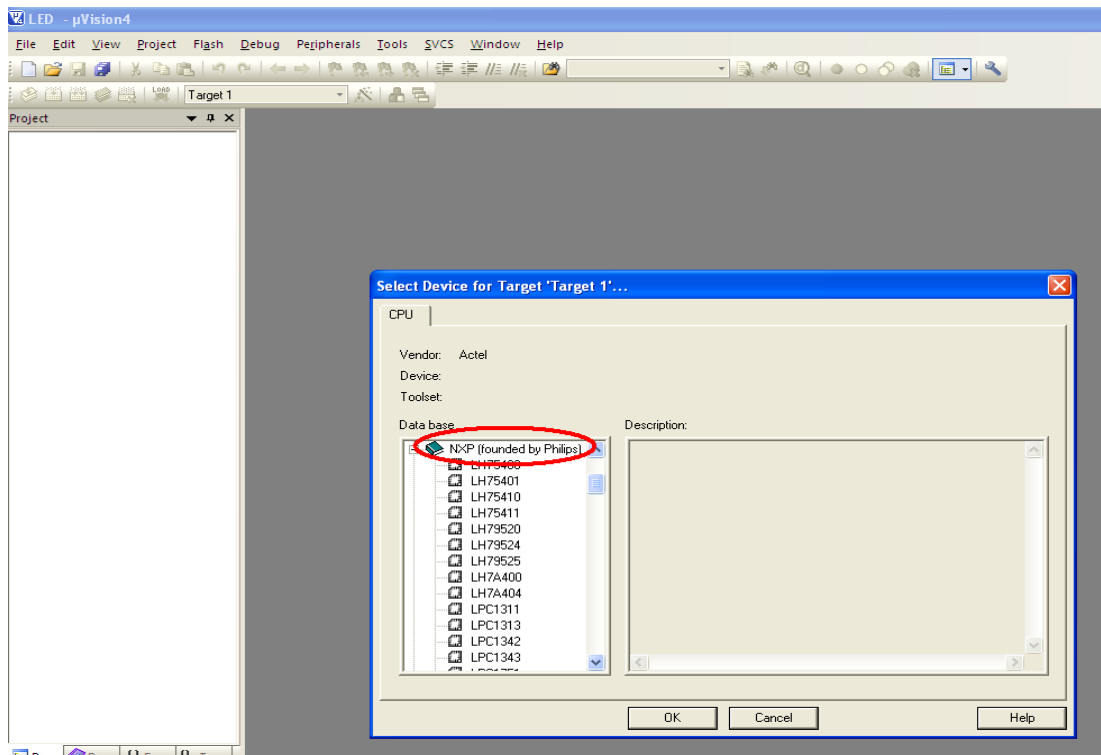 LED - µVision4
File Edit View Project Flash Debug Peripherals Tools SVCS Window Help
LOAD Target 1
Project
Select Device for Target 'Target 1'...
CPU
Vendor: Actel
Device:
Toolset:
Data base Description:
NXP (founded by Philips)
LH75400
LH75401
LH75410
LH75411
LH79520
LH79524
LH79525
LH7A400
LH7A404
LPC1311
LPC1313
LPC1342
LPC1343
OK Cancel Help